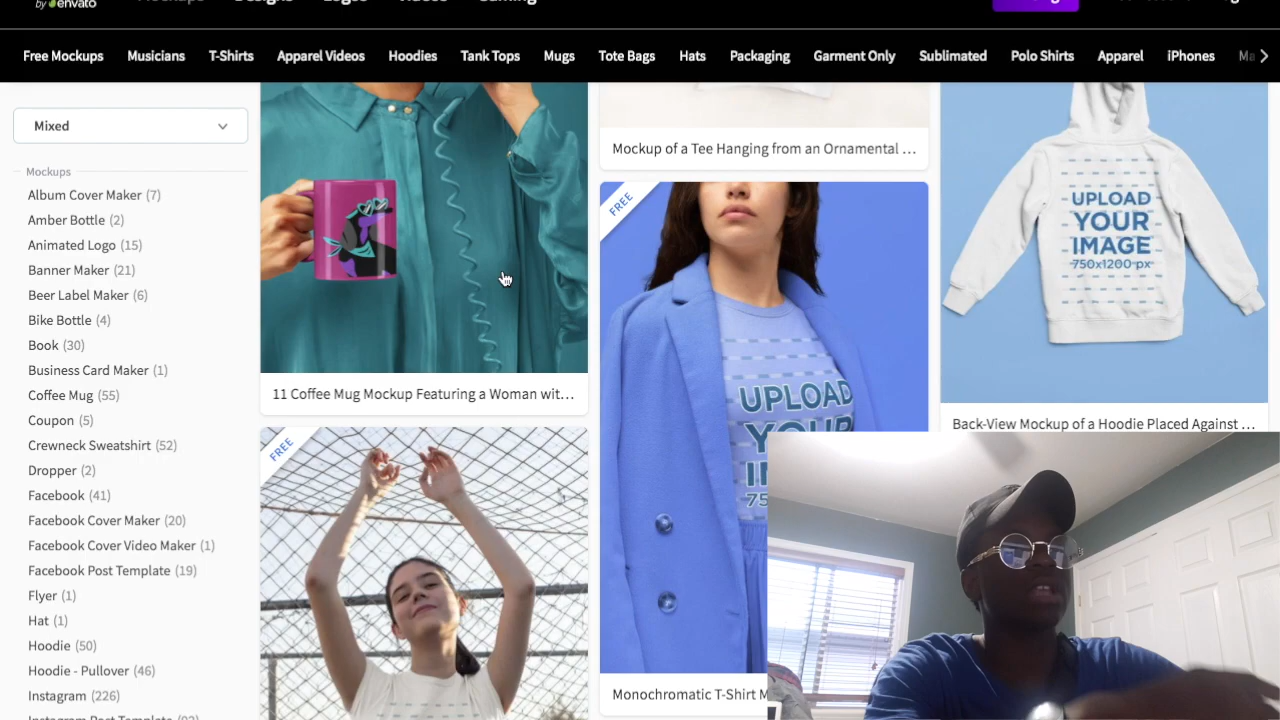 by envato
Free Mockups Musicians T-Shirts Apparel Videos Hoodies Tank Tops Mugs Tote Bags Hats Packaging Garment Only Sublimated Polo Shirts Apparel iPhones
Mixed
Mockups
Album Cover Maker (7)
Amber Bottle (2)
Animated Logo (15)
Banner Maker (21)
Beer Label Maker (6)
Bike Bottle (4)
Book (30)
Business Card Maker (1)
Coffee Mug (55)
Coupon (5)
Crewneck Sweatshirt (52)
Dropper (2)
Facebook (41)
Facebook Cover Maker (20)
Facebook Cover Video Maker (1)
Facebook Post Template (19)
Flyer (1)
Hat (1)
Hoodie (50)
Hoodie - Pullover (46)
Instagram (226)
11 Coffee Mug Mockup Featuring a Woman wit...
FREE
Mockup of a Tee Hanging from an Ornamental ...
FREE
UPLOAD
YOUR
Monochromatic T-Shirt M
UPLOAD
YOUR
IMAGE
750x1200 px
Back-View Mockup of a Hoodie Placed Against ...